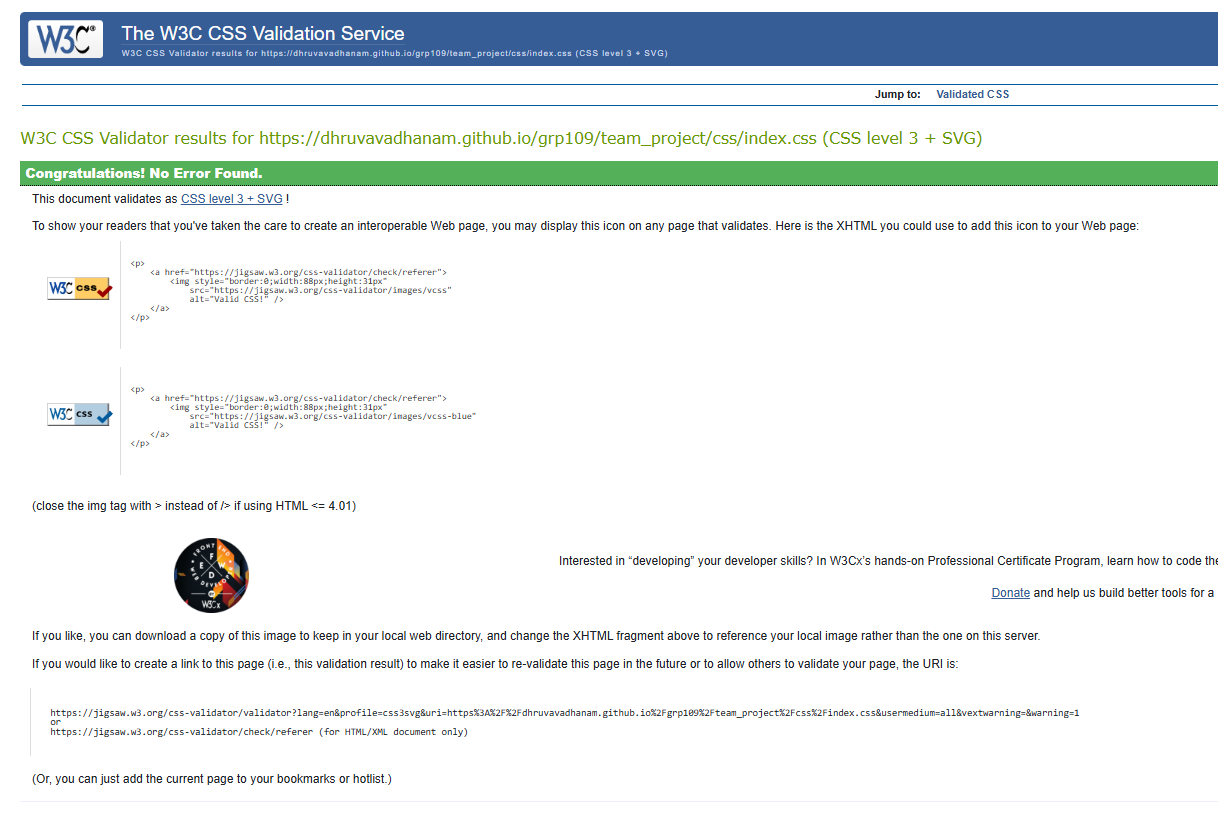 W3C®
The W3C CSS Validation Service
W3C CSS Validator results for https://dhruvavadhanam.github.io/grp109/team_project/css/index.css (CSS level 3 + SVG)
Jump to: Validated CSS
W3C CSS Validator results for https://dhruvavadhanam.github.io/grp109/team_project/css/index.css (CSS level 3 + SVG)
Congratulations! No Error Found.
This document validates as CSS level 3 + SVG !
To show your readers that you've taken the care to create an interoperable Web page, you may display this icon on any page that validates. Here is the XHTML you could use to add this icon to your Web page:
W3C css
<p>
<a href="https://jigsaw.w3.org/css-validator/check/referer">
<img style="border:0;width:88px;height:31px"
src="https://jigsaw.w3.org/css-validator/images/vcss"
alt="Valid CSS!" />
</a>
</p>
W3C css
<p>
<a href="https://jigsaw.w3.org/css-validator/check/referer">
<img style="border:0;width:88px;height:31px"
src="https://jigsaw.w3.org/css-validator/images/vcss-blue"
alt="Valid CSS!" />
</a>
</p>
(close the img tag with > instead of /> if using HTML <= 4.01)
FRONT END
WEB DEVELOPER
F E W D
W3Cx
Interested in “developing” your developer skills? In W3Cx’s hands-on Professional Certificate Program, learn how to code the
Donate and help us build better tools for a
If you like, you can download a copy of this image to keep in your local web directory, and change the XHTML fragment above to reference your local image rather than the one on this server.
If you would like to create a link to this page (i.e., this validation result) to make it easier to re-validate this page in the future or to allow others to validate your page, the URI is:
https://jigsaw.w3.org/css-validator/validator?lang=en&profile=css3svg&uri=https%3A%2F%2Fdhruvavadhanam.github.io%2Fgrp109%2Fteam_project%2Fcss%2Findex.css&usermedium=all&vextwarning=&warning=1
or
https://jigsaw.w3.org/css-validator/check/referer (for HTML/XML document only)
(Or, you can just add the current page to your bookmarks or hotlist.)